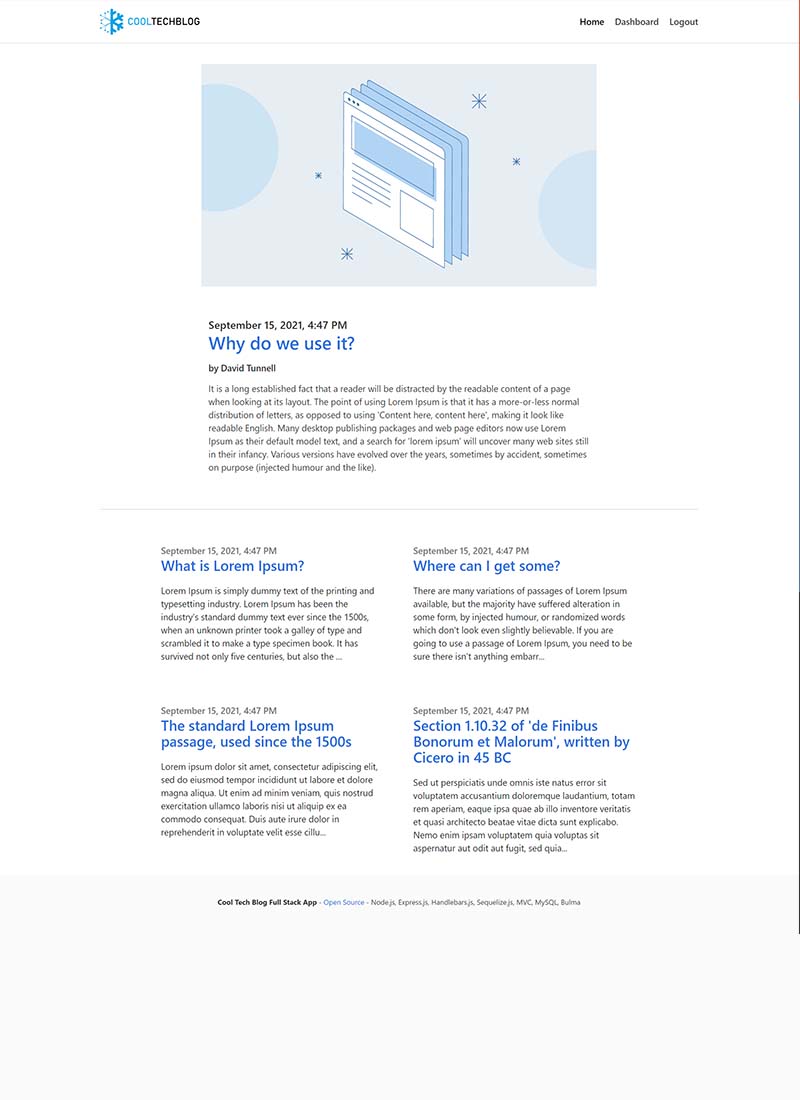 COOLTECHBLOG
Home Dashboard Logout
September 15, 2021, 4:47 PM
Why do we use it?
by David Tunnell
It is a long established fact that a reader will be distracted by the readable content of a page
when looking at its layout. The point of using Lorem Ipsum is that it has a more-or-less normal
distribution of letters, as opposed to using 'Content here, content here', making it look like
readable English. Many desktop publishing packages and web page editors now use Lorem
Ipsum as their default model text, and a search for 'lorem ipsum' will uncover many web sites still
in their infancy. Various versions have evolved over the years, sometimes by accident, sometimes
on purpose (injected humour and the like).
September 15, 2021, 4:47 PM
What is Lorem Ipsum?
Lorem Ipsum is simply dummy text of the printing and
typesetting industry. Lorem Ipsum has been the
industry's standard dummy text ever since the 1500s,
when an unknown printer took a galley of type and
scrambled it to make a type specimen book. It has
survived not only five centuries, but also the ...
September 15, 2021, 4:47 PM
Where can I get some?
There are many variations of passages of Lorem Ipsum
available, but the majority have suffered alteration in
some form, by injected humour, or randomized words
which don't look even slightly believable. If you are
going to use a passage of Lorem Ipsum, you need to be
sure there isn't anything embarr...
September 15, 2021, 4:47 PM
The standard Lorem Ipsum
passage, used since the 1500s
Lorem ipsum dolor sit amet, consectetur adipiscing elit,
sed do eiusmod tempor incididunt ut labore et dolore
magna aliqua. Ut enim ad minim veniam, quis nostrud
exercitation ullamco laboris nisi ut aliquip ex ea
commodo consequat. Duis aute irure dolor in
reprehenderit in voluptate velit esse cillu...
September 15, 2021, 4:47 PM
Section 1.10.32 of 'de Finibus
Bonorum et Malorum', written by
Cicero in 45 BC
Sed ut perspiciatis unde omnis iste natus error sit
voluptatem accusantium doloremque laudantium, totam
rem aperiam, eaque ipsa quae ab illo inventore veritatis
et quasi architecto beatae vitae dicta sunt explicabo.
Nemo enim ipsam voluptatem quia voluptas sit
aspernatur aut odit aut fugit, sed quia...
Cool Tech Blog Full Stack App - Open Source - Node.js, Express.js, Handlebars.js, Sequelize.js, MVC, MySQL, Bulma